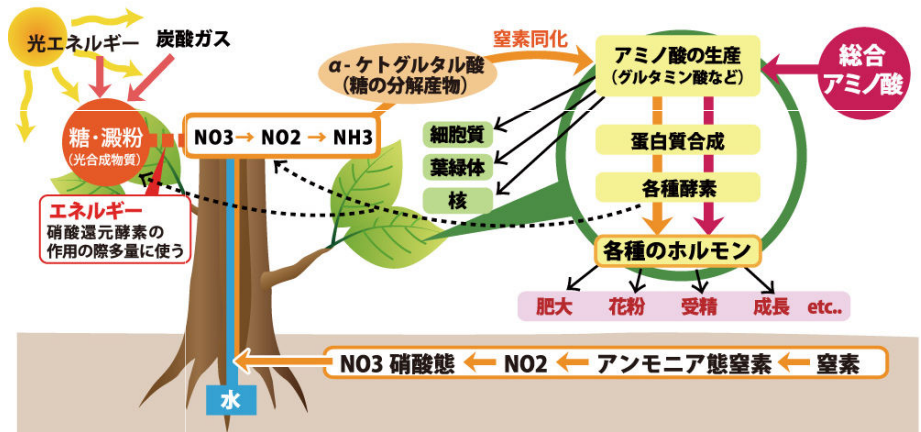 光エネルギー
炭酸ガス
糖・澱粉
(光合成物質)
エネルギー
硝酸還元酵素の
作用の際多量に使う
NO3→NO2→NH3
α-ケトグルタル酸
(糖の分解産物)
窒素同化
アミノ酸の生産
(グルタミン酸など)
総合
アミノ酸
細胞質
葉緑体
核
蛋白質合成
各種酵素
各種のホルモン
肥大 花粉 受精 成長 etc..
NO3 硝酸態 ← NO2 ← アンモニア態窒素 ← 窒素
水